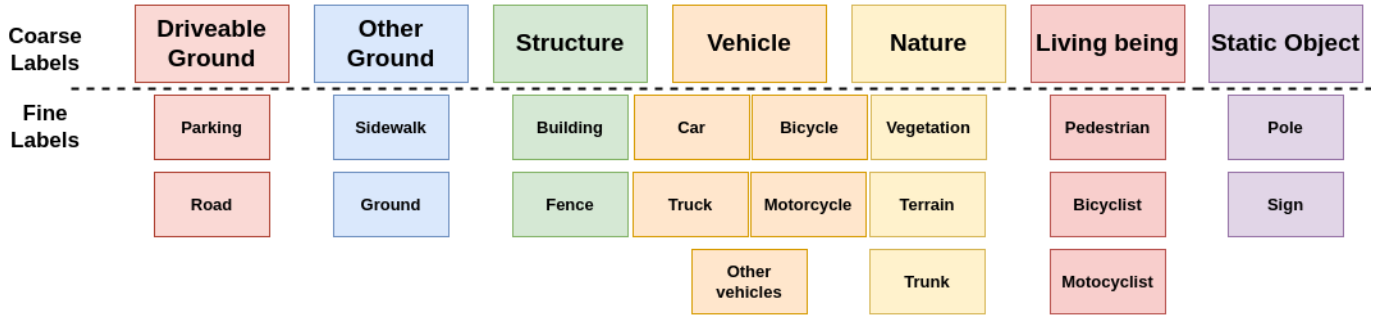 Coarse
Labels
Driveable
Ground
Other
Ground
Structure
Vehicle
Nature
Living being
Static Object
Fine
Labels
Parking
Sidewalk
Building
Car
Bicycle
Vegetation
Pedestrian
Pole
Road
Ground
Fence
Truck
Motorcycle
Terrain
Bicyclist
Sign
Other
vehicles
Trunk
Motocyclist